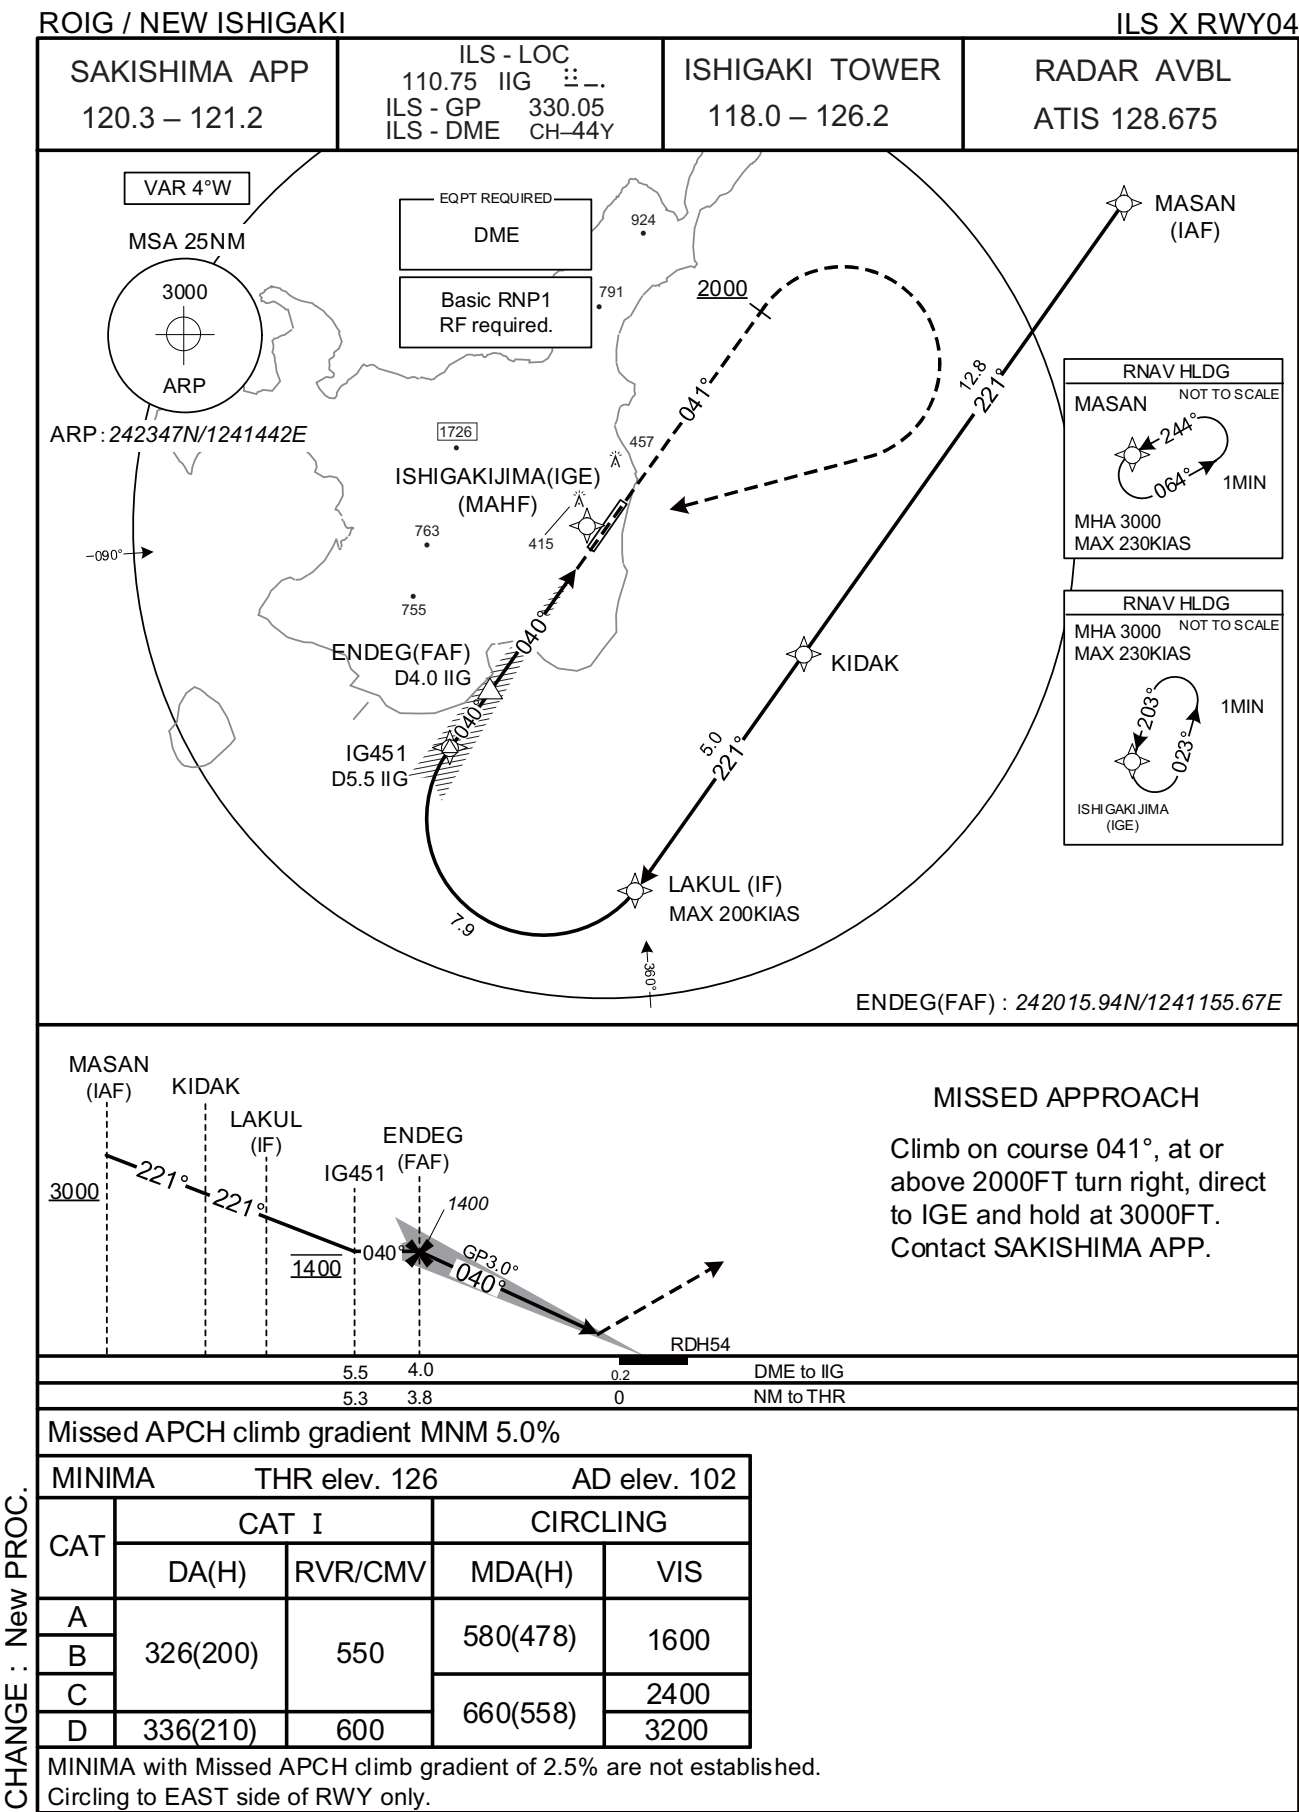 ROIG / NEW ISHIGAKI
ILS X RWY04
SAKISHIMA APP
120.3 – 121.2
ILS - LOC
110.75 IIG
ILS - GP 330.05
ILS - DME CH–44Y
ISHIGAKI TOWER
118.0 – 126.2
RADAR AVBL
ATIS 128.675
VAR 4°W
MSA 25NM
3000
ARP
ARP : 242347N/1241442E
EQPT REQUIRED
DME
Basic RNP1
RF required.
924
791
2000
MASAN
(IAF)
12.8
221°
041°
1726
457
ISHIGAKIJIMA(IGE)
(MAHF)
415
763
755
–090°
RNAV HLDG
NOT TO SCALE
MASAN
244°
064°
1MIN
MHA 3000
MAX 230KIAS
RNAV HLDG
MHA 3000
NOT TO SCALE
MAX 230KIAS
203°
023°
1MIN
ISHIGAKIJIMA
(IGE)
040°
ENDEG(FAF)
D4.0 IIG
040°
IG451
D5.5 IIG
KIDAK
5.0
221°
LAKUL (IF)
MAX 200KIAS
7.9
–360°
ENDEG(FAF) : 242015.94N/1241155.67E
MASAN
(IAF)
KIDAK
LAKUL
(IF)
IG451
ENDEG
(FAF)
3000
221°
221°
1400
040°
1400
GP3.0°
040°
RDH54
MISSED APPROACH
Climb on course 041°, at or
above 2000FT turn right, direct
to IGE and hold at 3000FT.
Contact SAKISHIMA APP.
5.5 4.0 0.2 DME to IIG
5.3 3.8 0 NM to THR
Missed APCH climb gradient MNM 5.0%
MINIMA THR elev. 126 AD elev. 102
CAT CAT I CIRCLING
DA(H) RVR/CMV MDA(H) VIS
A
B 326(200) 550 580(478) 1600
C 660(558) 2400
D 336(210) 600 3200
MINIMA with Missed APCH climb gradient of 2.5% are not established.
Circling to EAST side of RWY only.
CHANGE : New PROC.